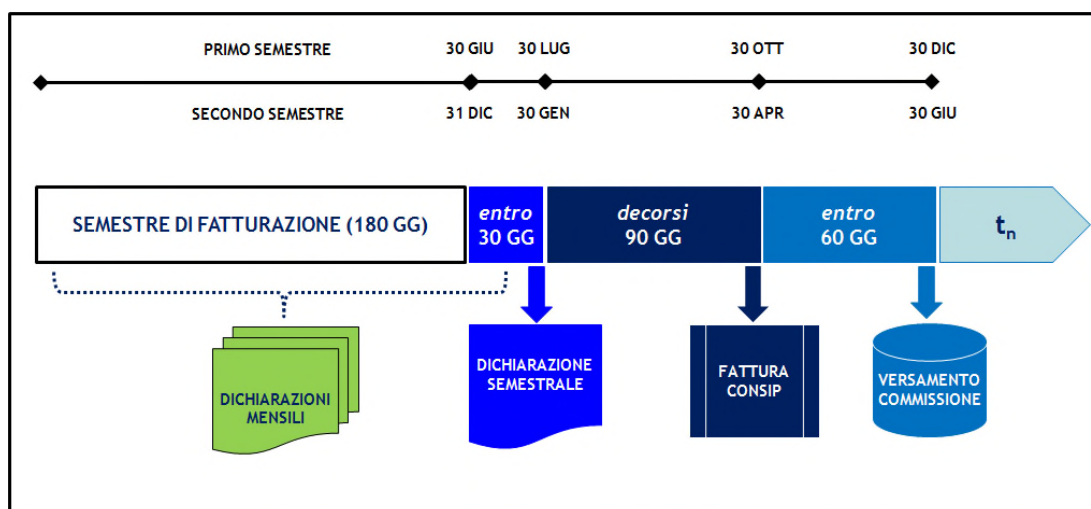 PRIMO SEMESTRE 30 GIU 30 LUG 30 OTT 30 DIC
SECONDO SEMESTRE 31 DIC 30 GEN 30 APR 30 GIU
SEMESTRE DI FATTURAZIONE (180 GG)
entro
30 GG
decorsi
90 GG
entro
60 GG
tn
DICHIARAZIONI
MENSILI
DICHIARAZIONE
SEMESTRALE
FATTURA
CONSIP
VERSAMENTO
COMMISSIONE